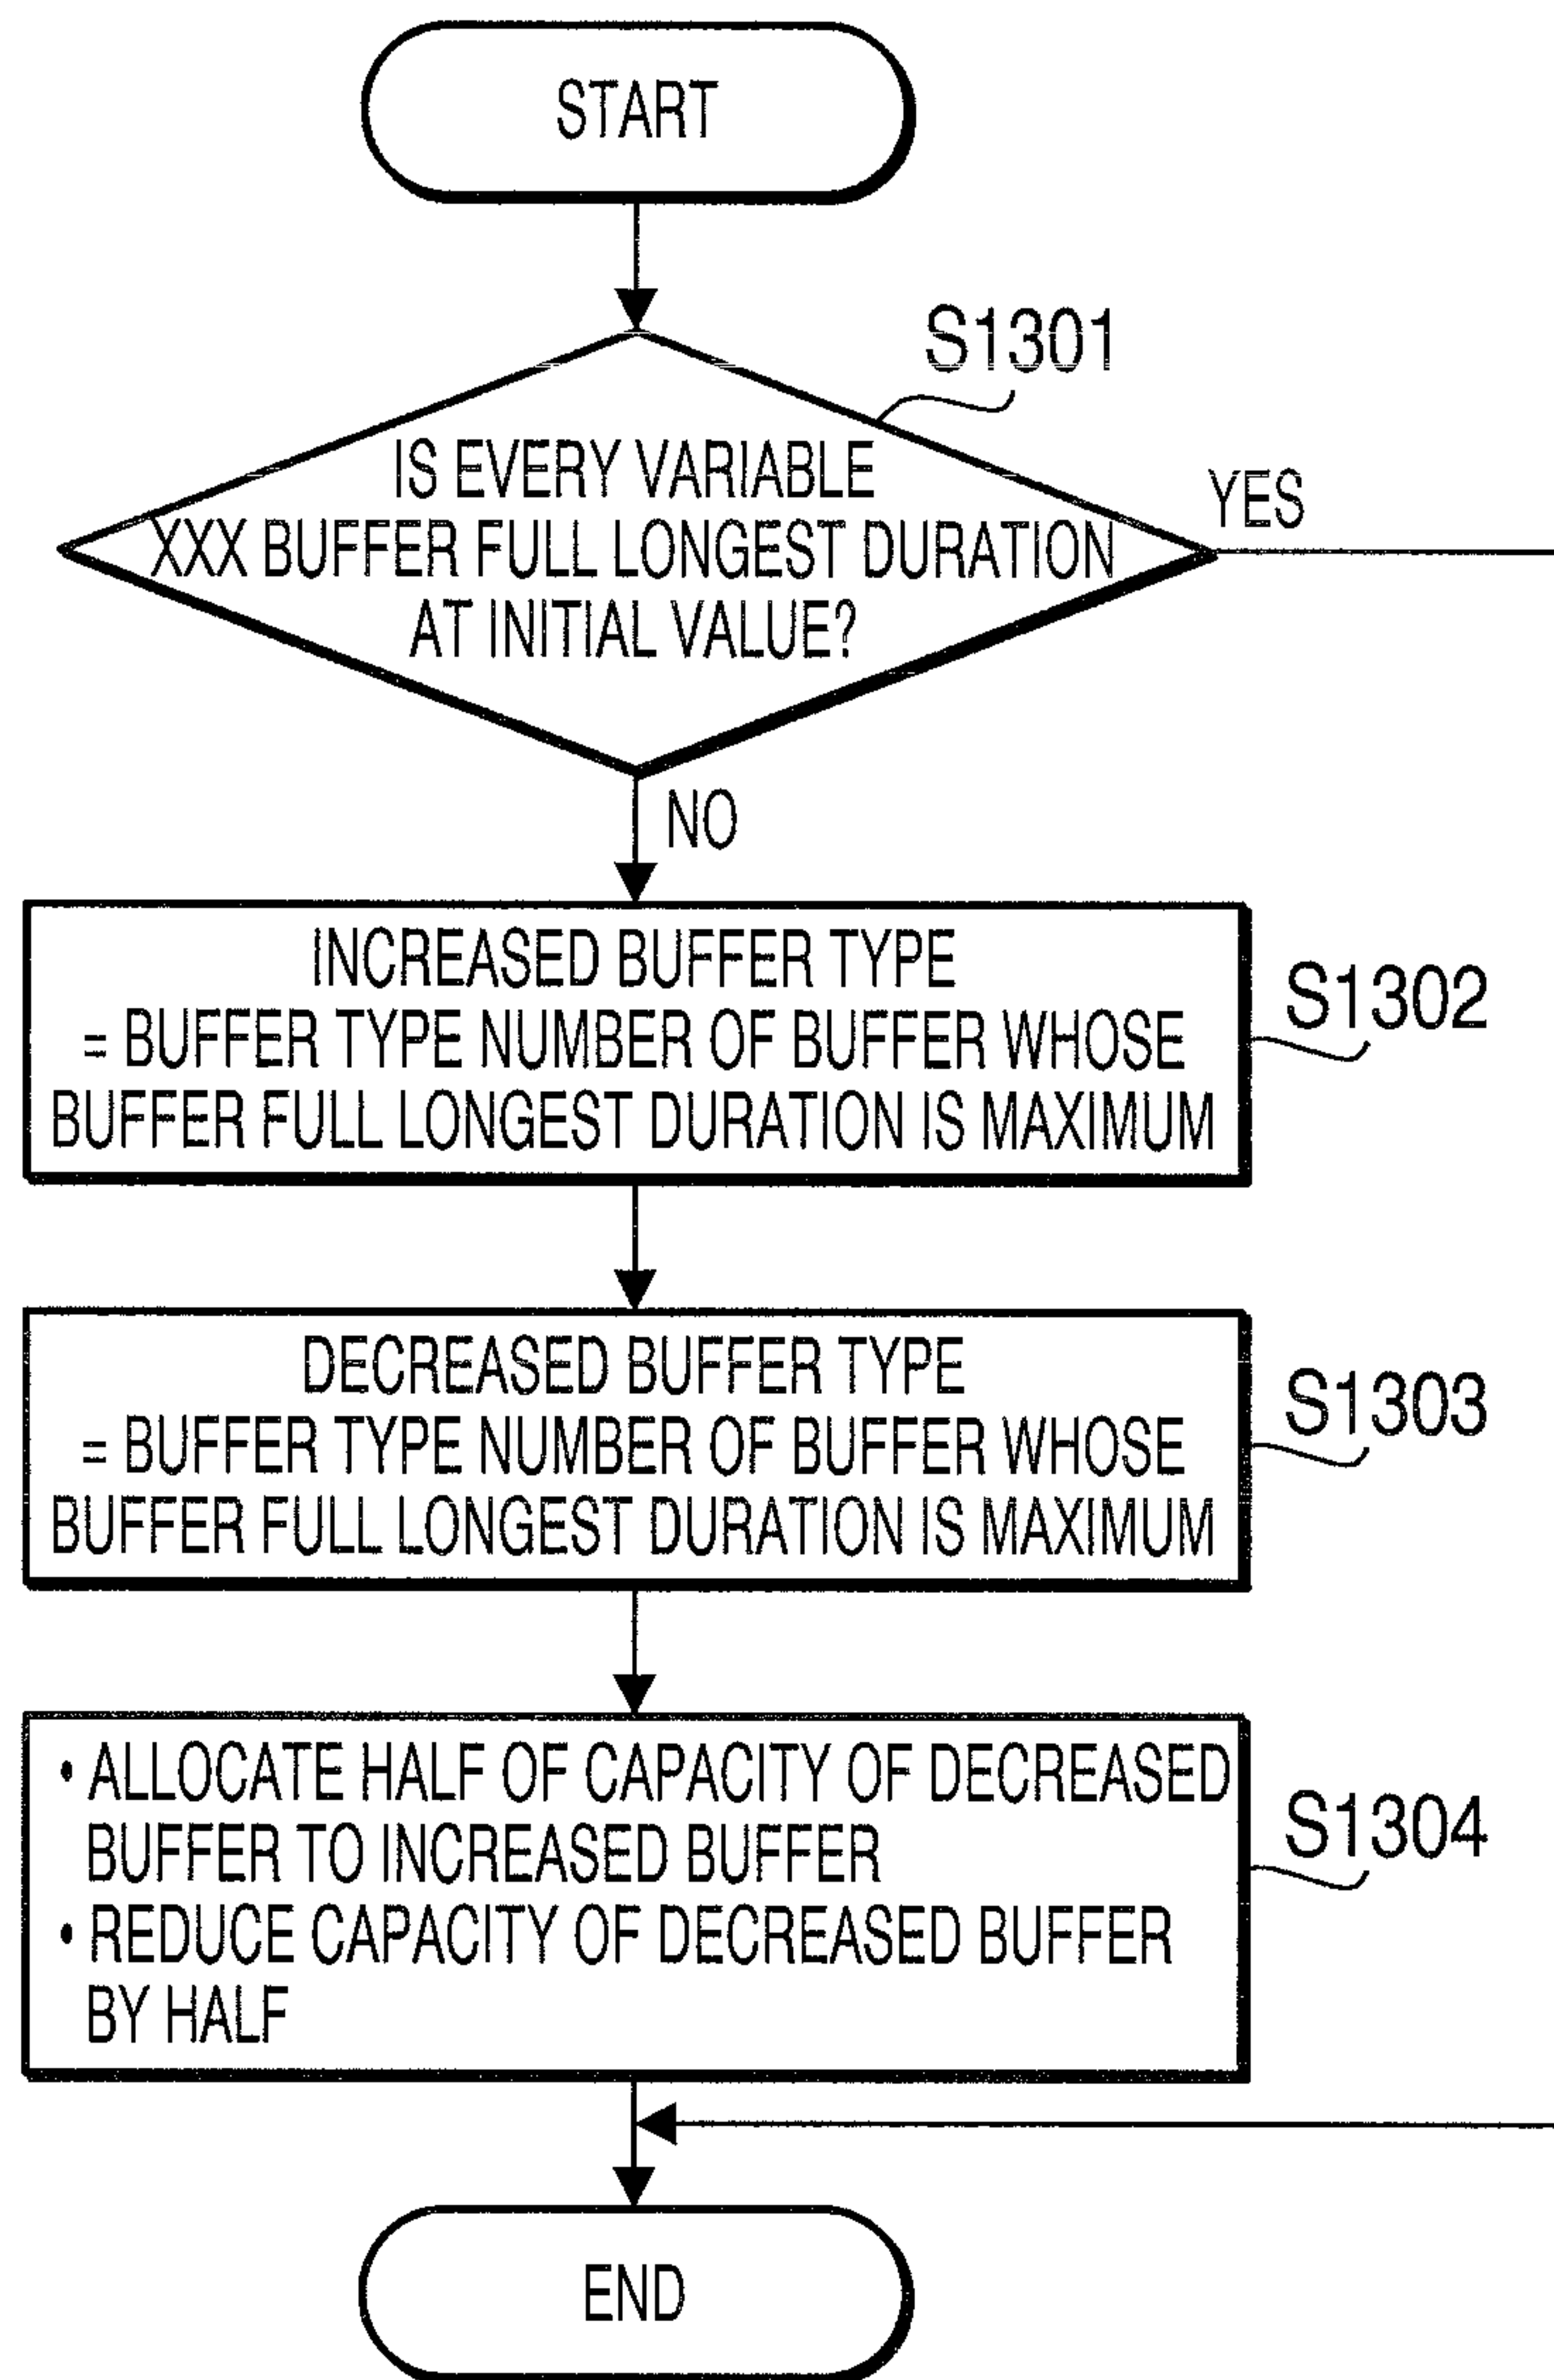 START
S1301
IS EVERY VARIABLE
XXX BUFFER FULL LONGEST DURATION
AT INITIAL VALUE?
YES
NO
INCREASED BUFFER TYPE
= BUFFER TYPE NUMBER OF BUFFER WHOSE
BUFFER FULL LONGEST DURATION IS MAXIMUM
S1302
DECREASED BUFFER TYPE
= BUFFER TYPE NUMBER OF BUFFER WHOSE
BUFFER FULL LONGEST DURATION IS MAXIMUM
S1303
• ALLOCATE HALF OF CAPACITY OF DECREASED
BUFFER TO INCREASED BUFFER
• REDUCE CAPACITY OF DECREASED BUFFER
BY HALF
S1304
END